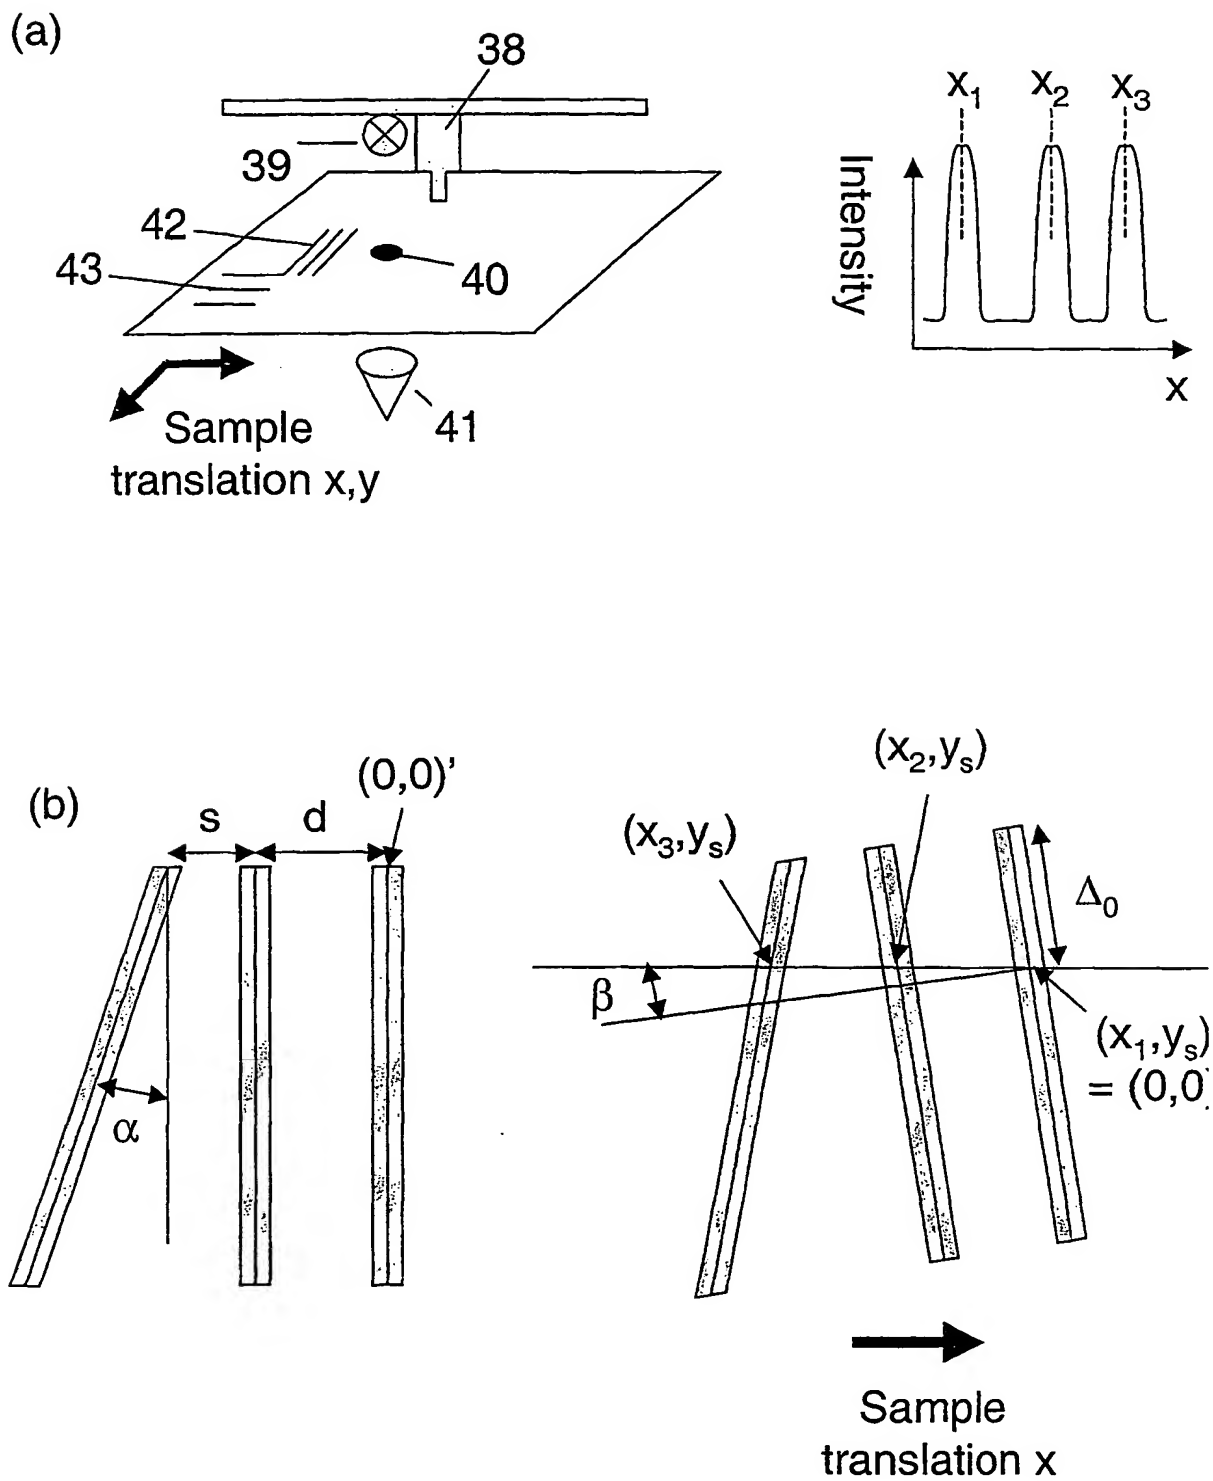 (a)
38
39
42
43
40
41
Sample
translation x,y
x₁
x₂
x₃
Intensity
x
(b)
s
d
(0,0)'
α
(x₂,yₛ)
(x₃,yₛ)
Δ₀
β
(x₁,yₛ)
= (0,0)
Sample
translation x